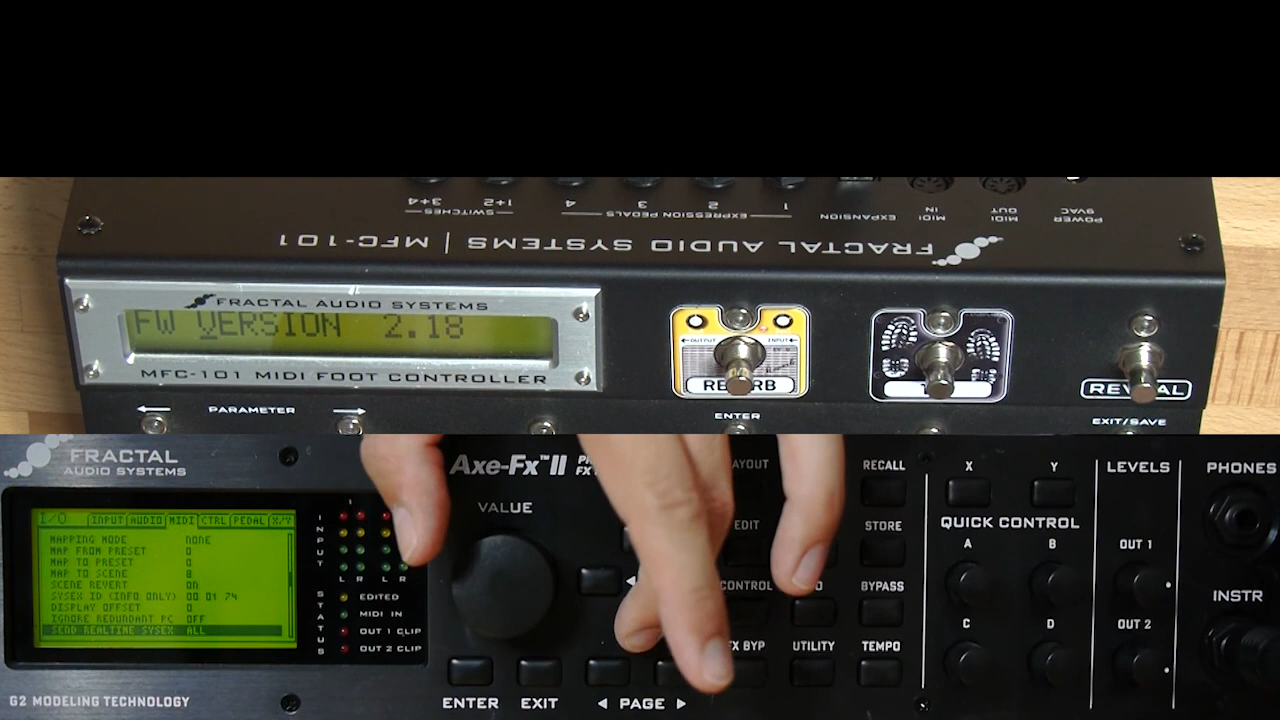 SWITCHES
3+4 1+2
EXPRESSION PEDALS
4 3 2 1
EXPANSION
MIDI IN
MIDI OUT
POWER 9VAC
FRACTAL AUDIO SYSTEMS | MFC-101
FRACTAL AUDIO SYSTEMS
FW VERSION 2.18
MFC-101 MIDI FOOT CONTROLLER
OUTPUT INPUT
PARAMETER
ENTER
EXIT/SAVE
FRACTAL
AUDIO SYSTEMS
Axe-Fx™ II
RECALL
X Y
LEVELS
PHONES
VALUE
I/O INPUT AUDIO MIDI CTRL PEDAL X/Y
MAPPING MODE NONE
MAP FROM PRESET 0
MAP TO PRESET 0
MAP TO SCENE
SCENE REVERT ON
SYSEX ID (INFO ONLY) 00 01 74
DISPLAY OFFSET 0
IGNORE REDUNDANT PC OFF
SEND REALTIME SYSEX ALL
INPUT
L R L R
STATUS
EDITED
MIDI IN
OUT 1 CLIP
OUT 2 CLIP
EDIT
STORE
QUICK CONTROL
A B
OUT 1
CONTROL
BYPASS
INSTR
C D
OUT 2
UTILITY
TEMPO
ENTER EXIT PAGE
G2 MODELING TECHNOLOGY